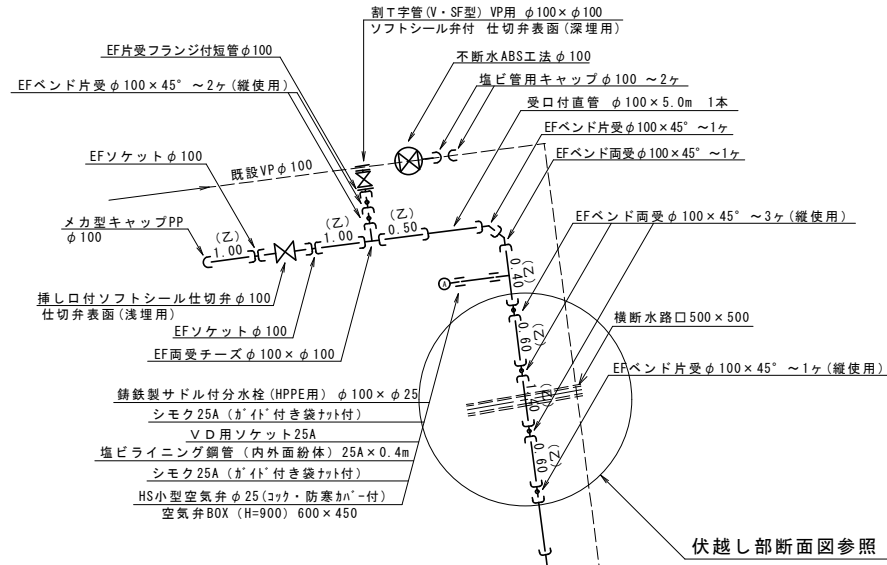 割T字管(V・SF型) VP用 φ100×φ100
ソフトシール弁付 仕切弁表函(深埋用)
EF片受フランジ付短管φ100
不断水ABS工法φ100
EFベンド片受φ100×45° ~2ヶ(縦使用)
塩ビ管用キャップφ100 ~2ヶ
受口付直管 φ100×5.0m 1本
EFベンド片受φ100×45° ~1ヶ
EFソケットφ100
EFベンド両受φ100×45° ~1ヶ
既設VPφ100
メカ型キャップPP
φ100
(乙)
1.00
(乙)
1.00
(乙)
0.50
EFベンド両受φ100×45° ~3ヶ(縦使用)
(乙)
0.40
A
挿し口付ソフトシール仕切弁φ100
仕切弁表函(浅埋用)
EFソケットφ100
EF両受チーズφ100×φ100
(乙)
0.60
横断水路口500×500
EFベンド片受φ100×45° ~1ヶ(縦使用)
鋳鉄製サドル付分水栓(HPPE用) φ100×φ25
シモク25A (ガイド付き袋ナット付)
VD用ソケット25A
塩ビライニング鋼管 (内外面紛体) 25A×0.4m
シモク25A (ガイド付き袋ナット付)
HS小型空気弁φ25(コック・防寒カバー付)
空気弁BOX (H=900) 600×450
(乙)
0.60
伏越し部断面図参照